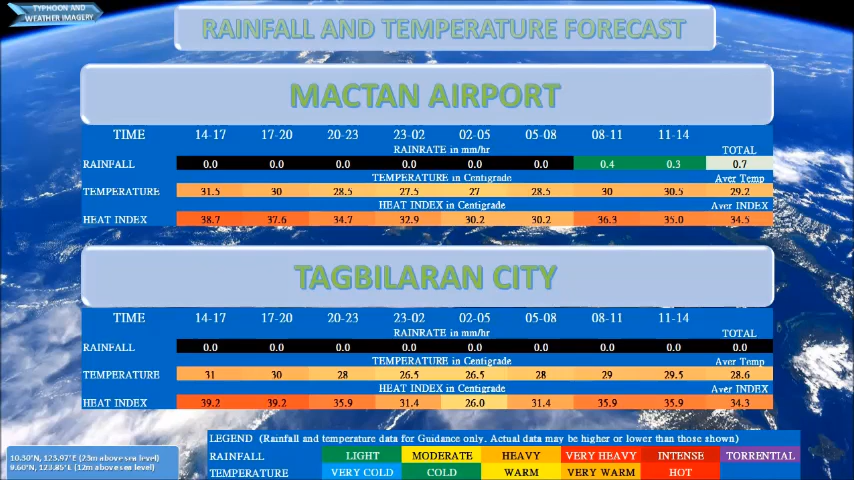 TYPHOON AND
WEATHER IMAGERY
RAINFALL AND TEMPERATURE FORECAST
MACTAN AIRPORT
TIME 14-17 17-20 20-23 23-02 02-05 05-08 08-11 11-14
RAINRATE in mm/hr TOTAL
RAINFALL 0.0 0.0 0.0 0.0 0.0 0.0 0.4 0.3 0.7
TEMPERATURE in Centigrade Aver Temp
TEMPERATURE 31.5 30 28.5 27.5 27 28.5 30 30.5 29.2
HEAT INDEX in Centigrade Aver INDEX
HEAT INDEX 38.7 37.6 34.7 32.9 30.2 30.2 36.3 35.0 34.5
TAGBILARAN CITY
TIME 14-17 17-20 20-23 23-02 02-05 05-08 08-11 11-14
RAINRATE in mm/hr TOTAL
RAINFALL 0.0 0.0 0.0 0.0 0.0 0.0 0.0 0.0 0.0
TEMPERATURE in Centigrade Aver Temp
TEMPERATURE 31 30 28 26.5 26.5 28 29 29.5 28.6
HEAT INDEX in Centigrade Aver INDEX
HEAT INDEX 39.2 39.2 35.9 31.4 26.0 31.4 35.9 35.9 34.3
LEGEND (Rainfall and temperature data for Guidance only. Actual data may be higher or lower than those shown)
RAINFALL LIGHT MODERATE HEAVY VERY HEAVY INTENSE TORRENTIAL
TEMPERATURE VERY COLD COLD WARM VERY WARM HOT
10.30°N, 123.97°E (23m above sea level)
9.60°N, 123.85°E (12m above sea level)